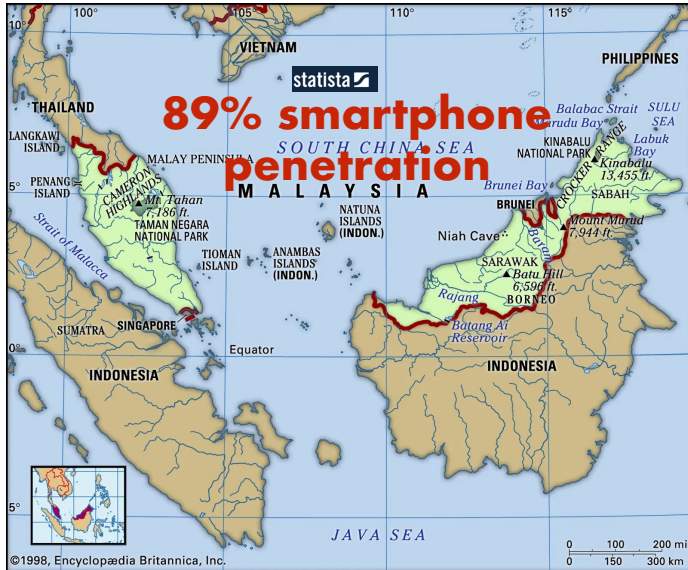 10°
105°
110°
115°
VIETNAM
PHILIPPINES
statista
THAILAND
89% smartphone
penetration
Balabac Strait
SULU
SEA
Marudu Bay
LANGKAWI
ISLAND
SOUTH CHINA SEA
KINABALU
NATIONAL PARK
Labuk
Bay
MALAY PENINSULA
CROCKER RANGE
Kinabalu
13,455 ft.
PENANG
ISLAND
CAMERON
HIGHLANDS
5°
MALAYSIA
Brunei Bay
SABAH
Mt. Tahan
7,186 ft.
BRUNEI
TAMAN NEGARA
NATIONAL PARK
NATUNA
ISLANDS
(INDON.)
Mount Murud
7,944 ft.
Strait of Malacca
Niah Cave
Baram
TIOMAN
ISLAND
ANAMBAS
ISLANDS
(INDON.)
SARAWAK
Batu Hill
6,596 ft.
Rajang
BORNEO
SUMATRA
SINGAPORE
Batang Ai
Reservoir
0°
Equator
INDONESIA
INDONESIA
5°
JAVA SEA
0 100 200 mi
0 150 300 km
©1998, Encyclopædia Britannica, Inc.